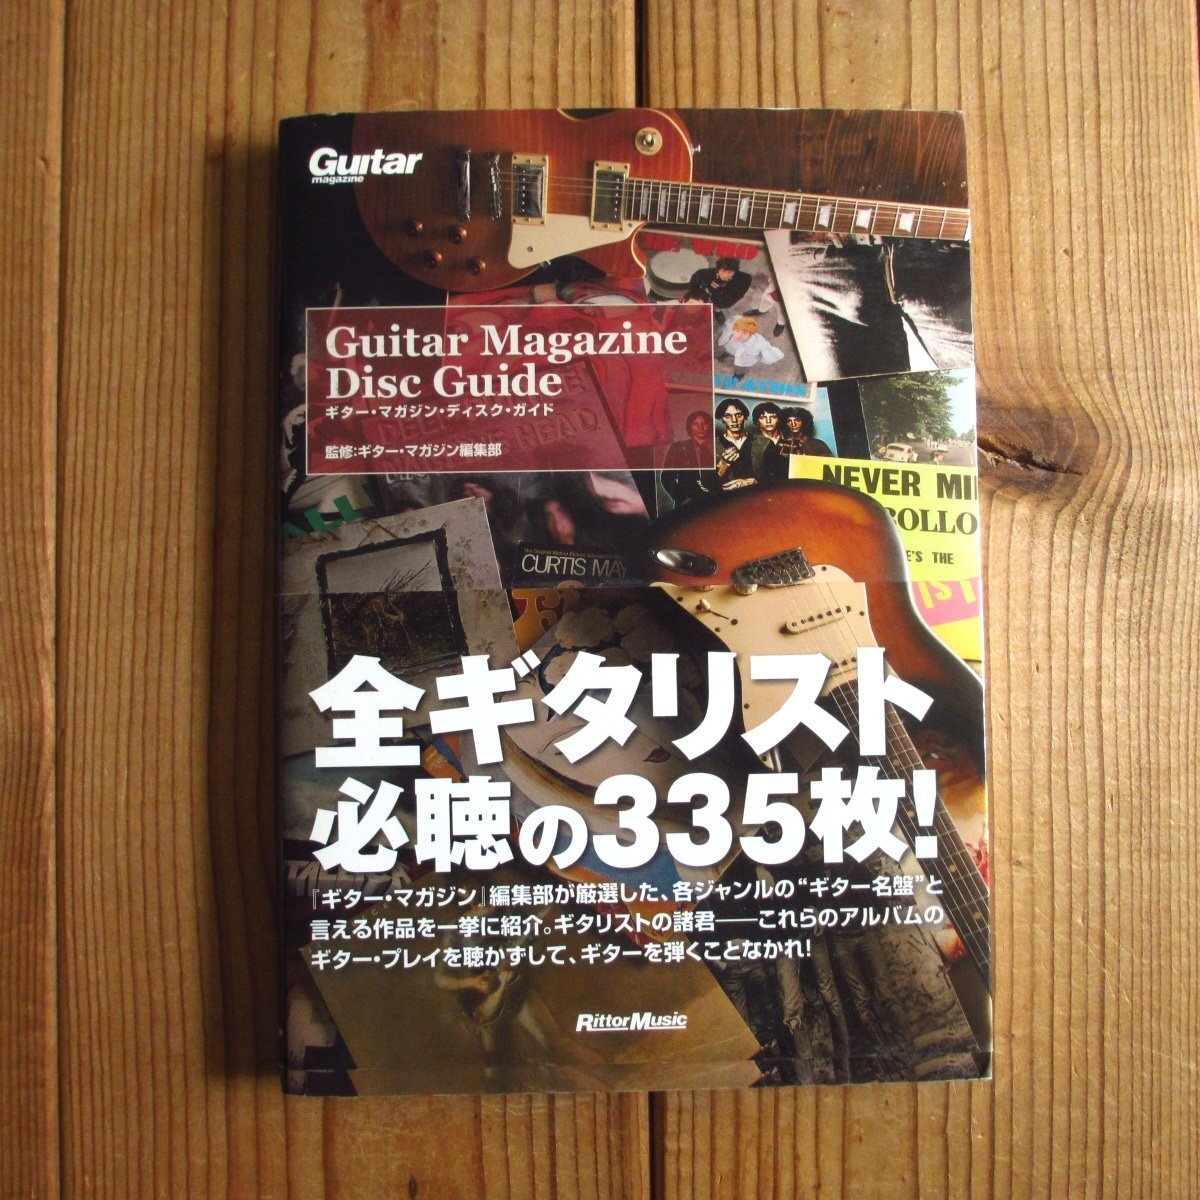 Guitar
magazine
Guitar Magazine
Disc Guide
ギター・マガジン・ディスク・ガイド
監修:ギター・マガジン編集部
NEVER MI
OLLO
E'S THE
CURTIS MAY
全ギタリスト
必聴の335枚!
『ギター・マガジン』編集部が厳選した、各ジャンルの“ギター名盤”と
言える作品を一挙に紹介。ギタリストの諸君――これらのアルバムの
ギター・プレイを聴かずして、ギターを弾くことなかれ!
RittorMusic